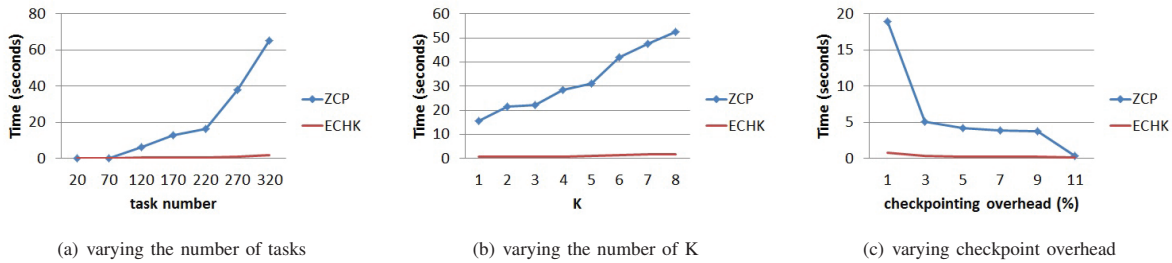 80
60
40
20
0
Time (seconds)
20 70 120 170 220 270 320
task number
ZCP
ECHK
(a) varying the number of tasks
60
50
40
30
20
10
0
Time (seconds)
1 2 3 4 5 6 7 8
K
ZCP
ECHK
(b) varying the number of K
20
15
10
5
0
Time (seconds)
1 3 5 7 9 11
checkpointing overhead (%)
ZCP
ECHK
(c) varying checkpoint overhead